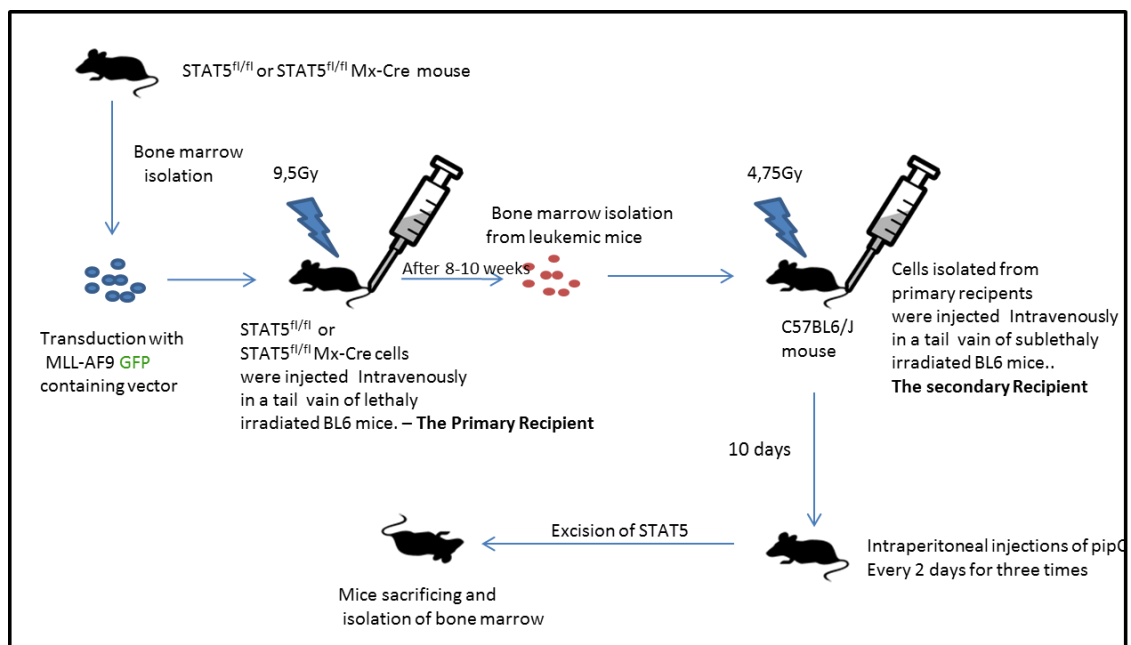 STAT5fl/fl or STAT5fl/fl Mx-Cre mouse
Bone marrow
isolation
Transduction with
MLL-AF9 GFP
containing vector
9,5Gy
STAT5fl/fl or
STAT5fl/fl Mx-Cre cells
were injected Intravenously
in a tail vain of lethaly
irradiated BL6 mice. – The Primary Recipient
After 8-10 weeks
Bone marrow isolation
from leukemic mice
4,75Gy
C57BL6/J
mouse
Cells isolated from
primary recipents
were injected Intravenously
in a tail vain of sublethaly
irradiated BL6 mice..
The secondary Recipient
10 days
Intraperitoneal injections of pipC
Every 2 days for three times
Excision of STAT5
Mice sacrificing and
isolation of bone marrow